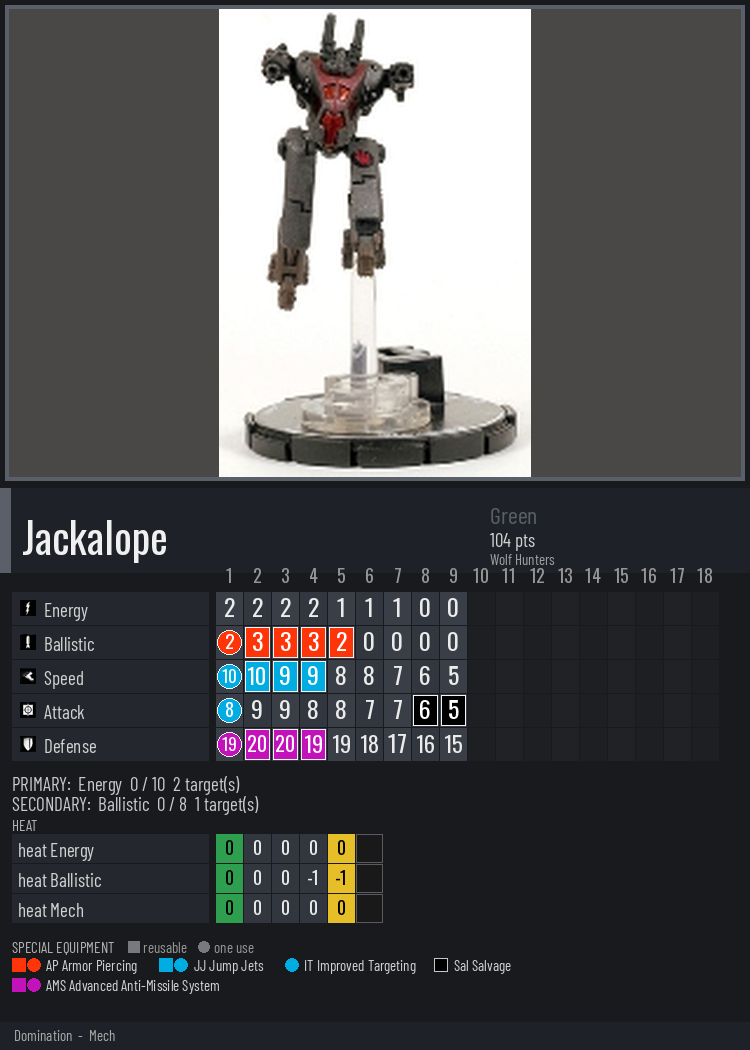 Jackalope
Green
104 pts
Wolf Hunters
1 2 3 4 5 6 7 8 9 10 11 12 13 14 15 16 17 18
Energy 2 2 2 2 1 1 1 0 0
Ballistic 2 3 3 3 2 0 0 0 0
Speed 10 10 9 9 8 8 7 6 5
Attack 8 9 9 8 8 7 7 6 5
Defense 19 20 20 19 19 18 17 16 15
PRIMARY: Energy 0 / 10 2 target(s)
SECONDARY: Ballistic 0 / 8 1 target(s)
HEAT
heat Energy 0 0 0 0 0
heat Ballistic 0 0 0 -1 -1
heat Mech 0 0 0 0 0
SPECIAL EQUIPMENT reusable one use
AP Armor Piercing JJ Jump Jets IT Improved Targeting Sal Salvage
AMS Advanced Anti-Missile System
Domination - Mech